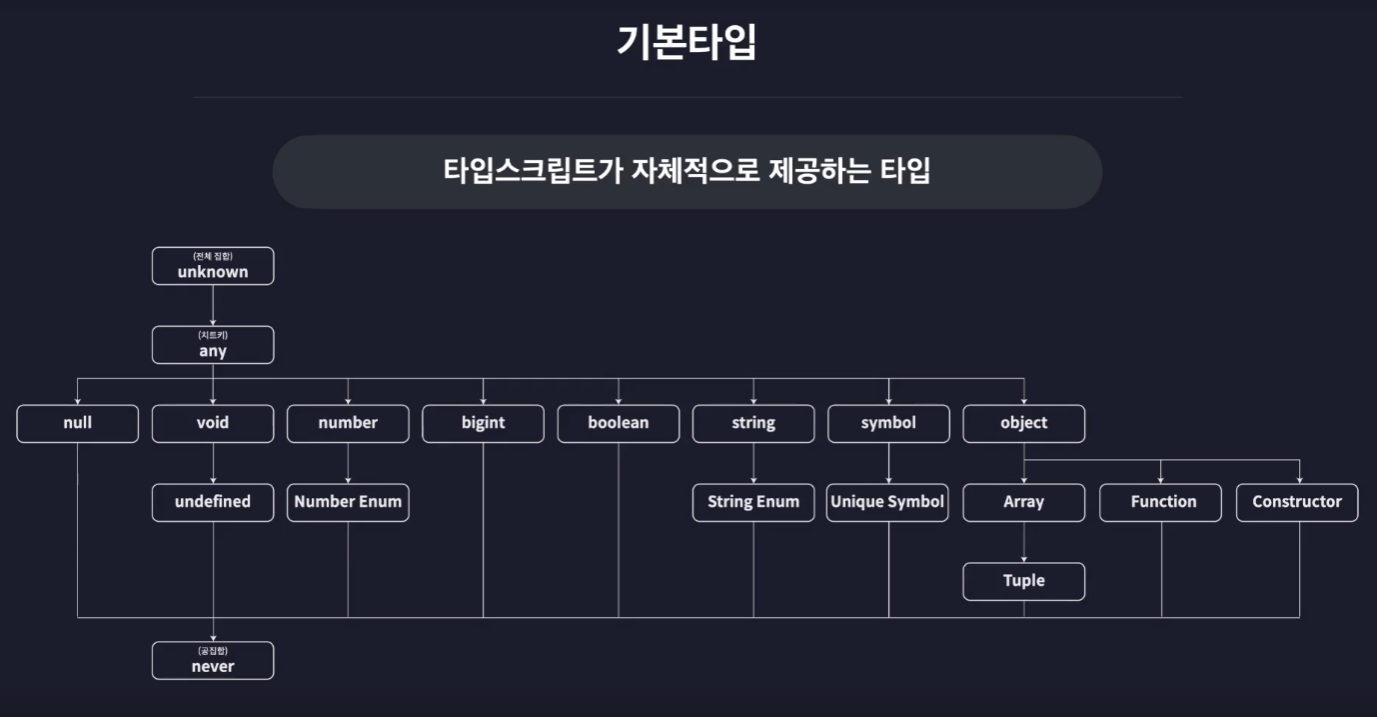 기본타입
타입스크립트가 자체적으로 제공하는 타입
(전체 집합)
unknown
(치트키)
any
null
void
number
bigint
boolean
string
symbol
object
undefined
Number Enum
String Enum
Unique Symbol
Array
Function
Constructor
Tuple
(공집합)
never